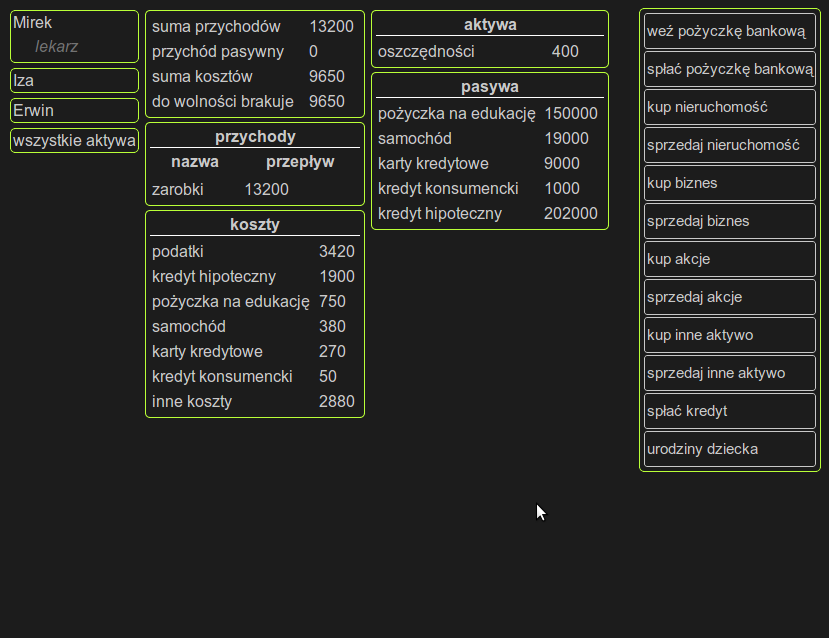 Mirek
lekarz
Iza
Erwin
wszystkie aktywa
suma przychodów 13200
przychód pasywny 0
suma kosztów 9650
do wolności brakuje 9650
przychody
nazwa przepływ
zarobki 13200
koszty
podatki 3420
kredyt hipoteczny 1900
pożyczka na edukację 750
samochód 380
karty kredytowe 270
kredyt konsumencki 50
inne koszty 2880
aktywa
oszczędności 400
pasywa
pożyczka na edukację 150000
samochód 19000
karty kredytowe 9000
kredyt konsumencki 1000
kredyt hipoteczny 202000
weź pożyczkę bankową
spłać pożyczkę bankową
kup nieruchomość
sprzedaj nieruchomość
kup biznes
sprzedaj biznes
kup akcje
sprzedaj akcje
kup inne aktywo
sprzedaj inne aktywo
spłać kredyt
urodziny dziecka